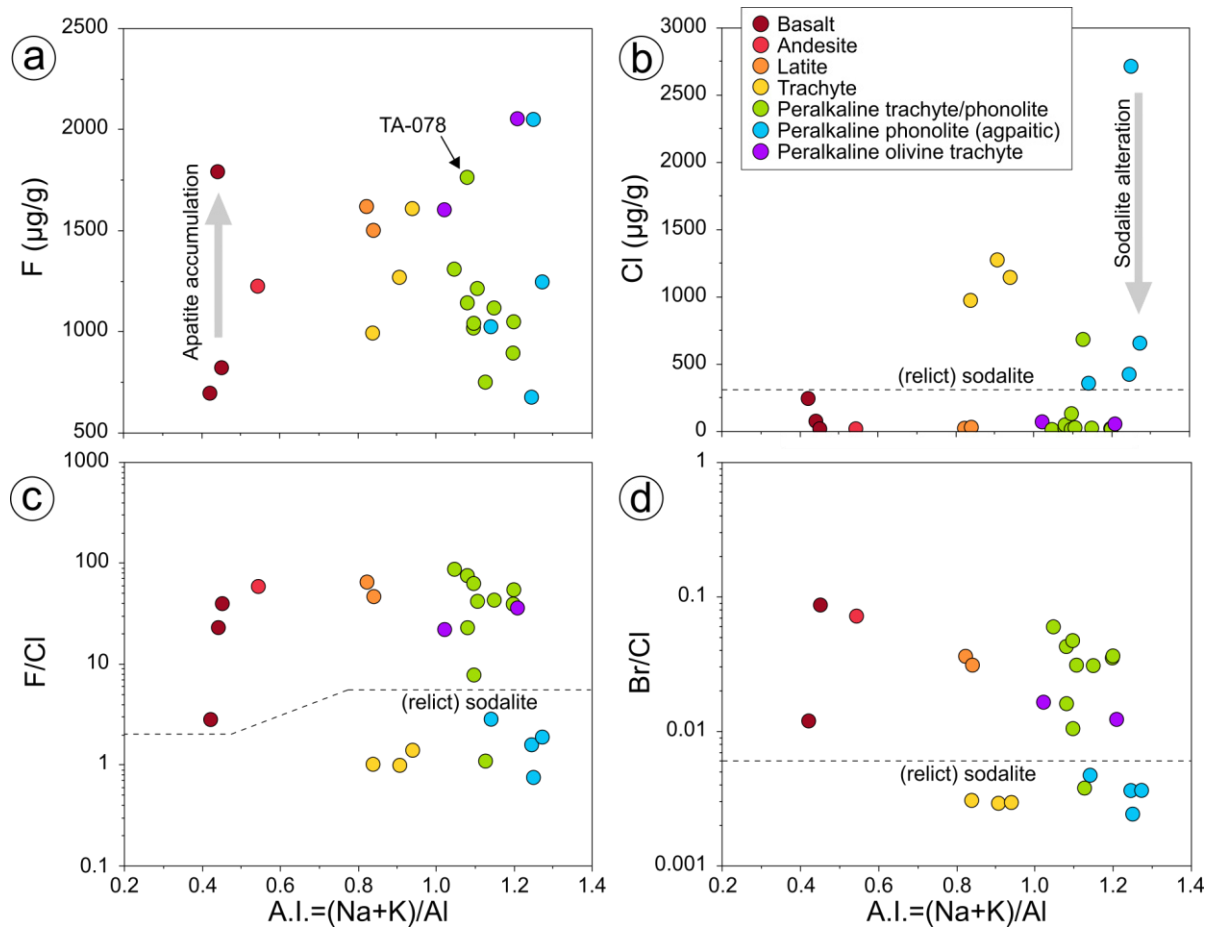 a
2500
2000
1500
1000
500
F (µg/g)
Apatite accumulation
TA-078
b
3000
2500
2000
1500
1000
500
0
Cl (µg/g)
Basalt
Andesite
Latite
Trachyte
Peralkaline trachyte/phonolite
Peralkaline phonolite (agpaitic)
Peralkaline olivine trachyte
Sodalite alteration
(relict) sodalite
c
1000
100
10
1
0.1
F/Cl
(relict) sodalite
0.2 0.4 0.6 0.8 1.0 1.2 1.4
A.I.=(Na+K)/Al
d
1
0.1
0.01
0.001
Br/Cl
(relict) sodalite
0.2 0.4 0.6 0.8 1.0 1.2 1.4
A.I.=(Na+K)/Al